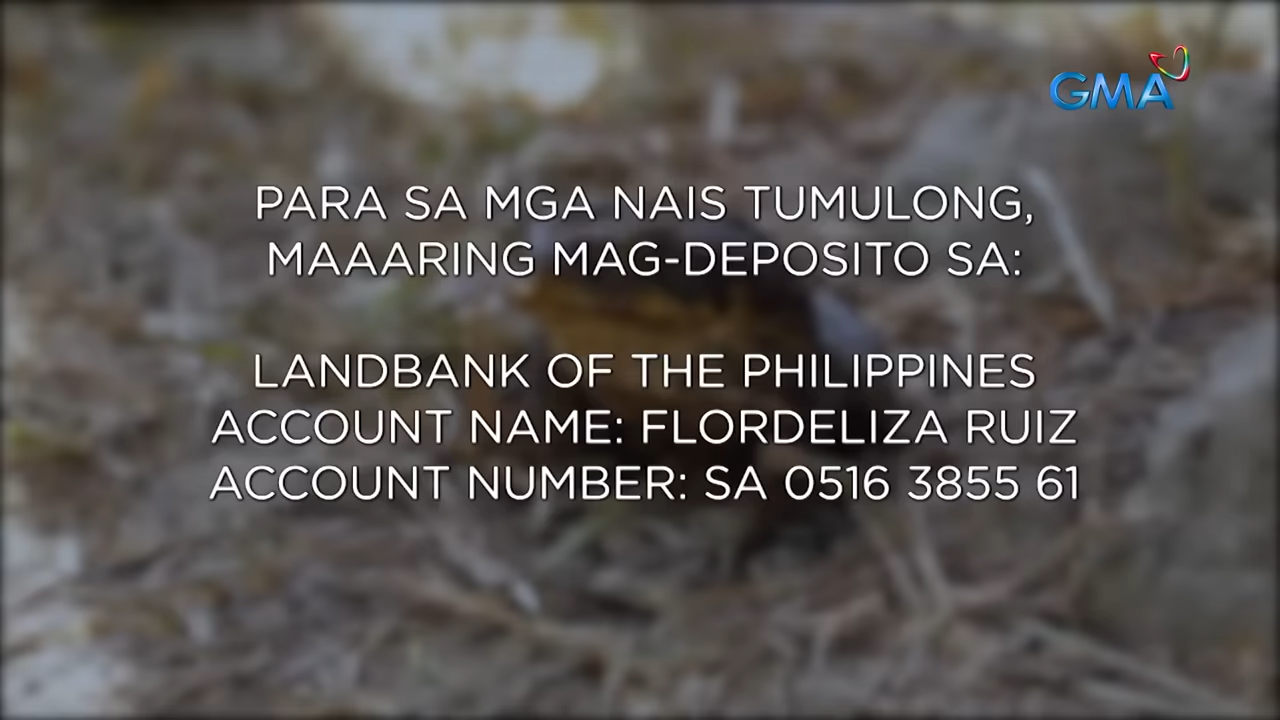 GMA
PARA SA MGA NAIS TUMULONG,
MAAARING MAG-DEPOSITO SA:
LANDBANK OF THE PHILIPPINES
ACCOUNT NAME: FLORDELIZA RUIZ
ACCOUNT NUMBER: SA 0516 3855 61